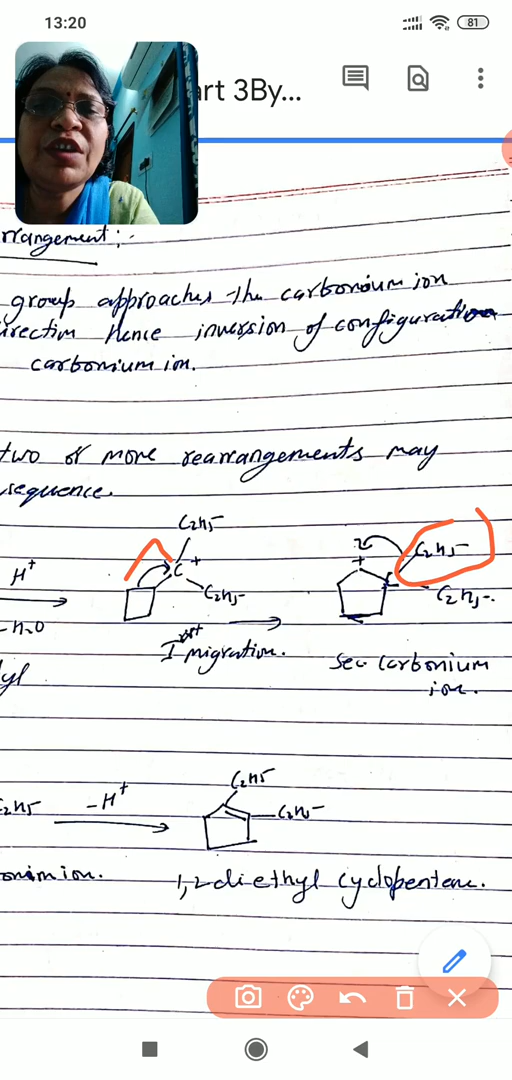 13:20
81
art 3By...
rrangement:-
group approaches the carbonium ion
irection Hence inversion of configuration
carbonium ion.
two or more rearrangements may
sequence.
C2H5
H+
C+
C2H5-
-H2O
Ist migration.
+
C2H5-
C2H5-.
sec carbonium
ion.
yl
C2H5
-H+
C2H5
C2H5-
onimion.
1,2 diethyl cyclopentene.